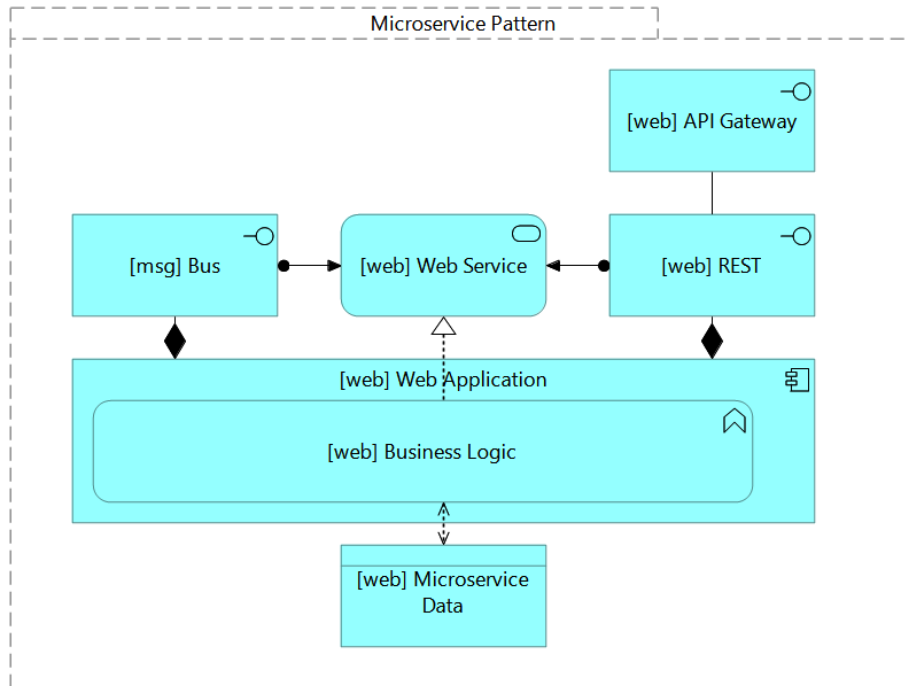 Microservice Pattern
[web] API Gateway
[msg] Bus
[web] Web Service
[web] REST
[web] Web Application
[web] Business Logic
[web] Microservice
Data